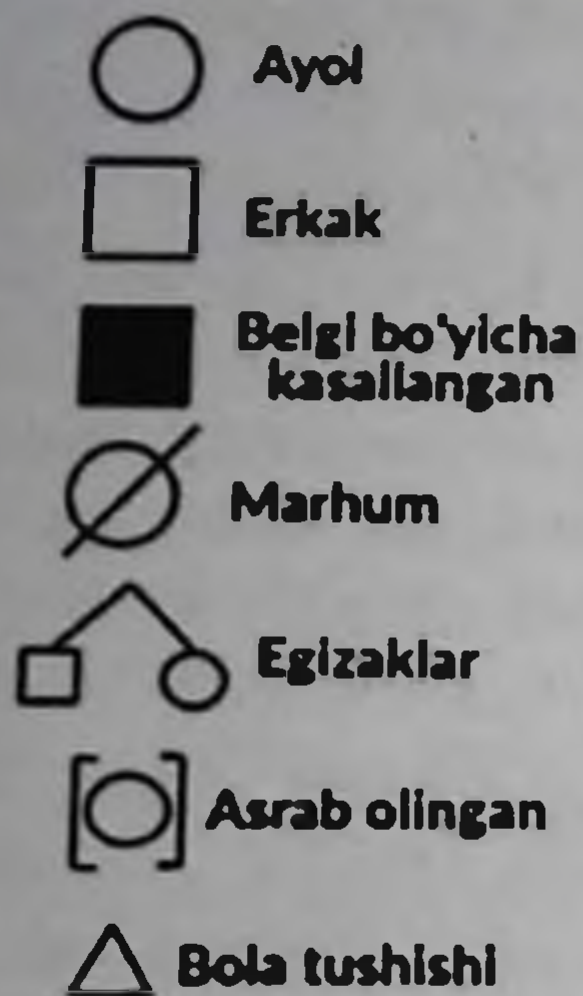 Ayol
Erkak
Belgi bo'yicha
kasallangan
Marhum
Egizaklar
Asrab olingan
Bola tushishi